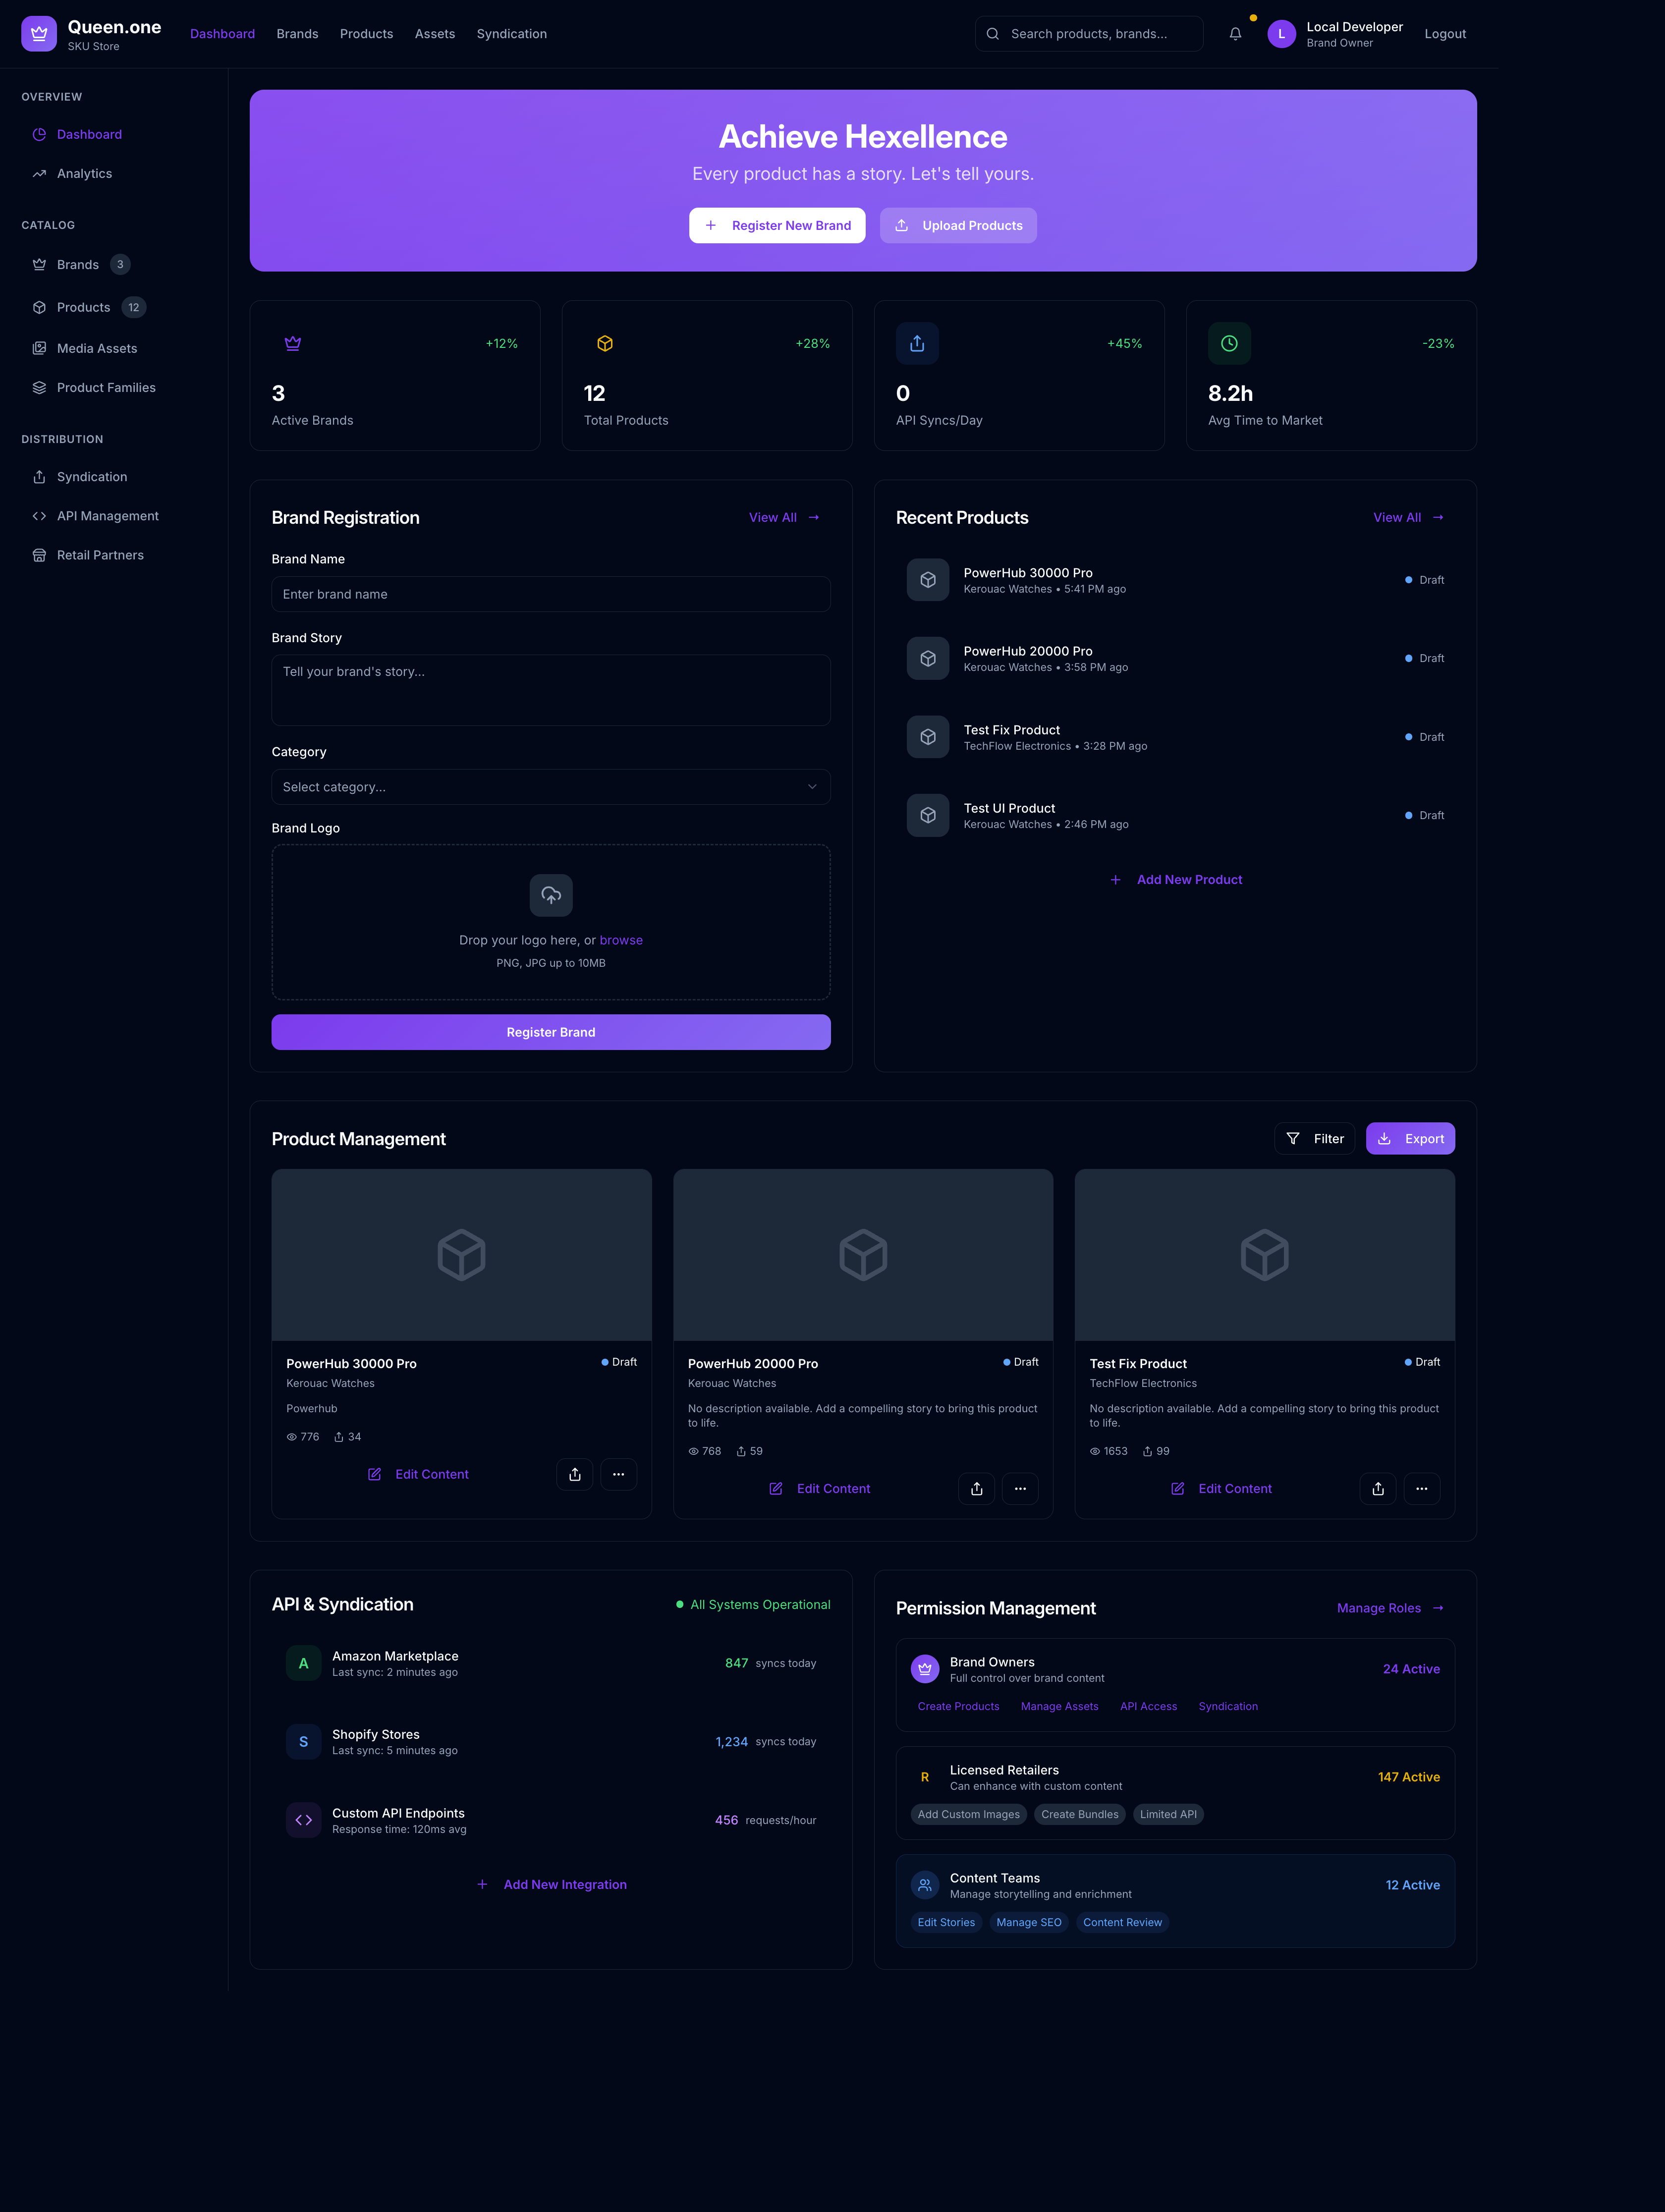 Queen.one
SKU Store
Dashboard
Brands
Products
Assets
Syndication
Search products, brands...
L
Local Developer
Brand Owner
Logout
OVERVIEW
Dashboard
Analytics
CATALOG
Brands 3
Products 12
Media Assets
Product Families
DISTRIBUTION
Syndication
API Management
Retail Partners
Achieve Hexellence
Every product has a story. Let's tell yours.
Register New Brand
Upload Products
+12%
3
Active Brands
+28%
12
Total Products
+45%
0
API Syncs/Day
-23%
8.2h
Avg Time to Market
Brand Registration
View All →
Brand Name
Enter brand name
Brand Story
Tell your brand's story...
Category
Select category...
Brand Logo
Drop your logo here, or browse
PNG, JPG up to 10MB
Register Brand
Recent Products
View All →
PowerHub 30000 Pro
Kerouac Watches • 5:41 PM ago
Draft
PowerHub 20000 Pro
Kerouac Watches • 3:58 PM ago
Draft
Test Fix Product
TechFlow Electronics • 3:28 PM ago
Draft
Test UI Product
Kerouac Watches • 2:46 PM ago
Draft
+ Add New Product
Product Management
Filter
Export
PowerHub 30000 Pro
Draft
Kerouac Watches
Powerhub
776 34
Edit Content
PowerHub 20000 Pro
Draft
Kerouac Watches
No description available. Add a compelling story to bring this product
to life.
768 59
Edit Content
Test Fix Product
Draft
TechFlow Electronics
No description available. Add a compelling story to bring this product
to life.
1653 99
Edit Content
API & Syndication
All Systems Operational
A
Amazon Marketplace
Last sync: 2 minutes ago
847 syncs today
S
Shopify Stores
Last sync: 5 minutes ago
1,234 syncs today
Custom API Endpoints
Response time: 120ms avg
456 requests/hour
+ Add New Integration
Permission Management
Manage Roles →
Brand Owners
Full control over brand content
24 Active
Create Products
Manage Assets
API Access
Syndication
R
Licensed Retailers
Can enhance with custom content
147 Active
Add Custom Images
Create Bundles
Limited API
Content Teams
Manage storytelling and enrichment
12 Active
Edit Stories
Manage SEO
Content Review